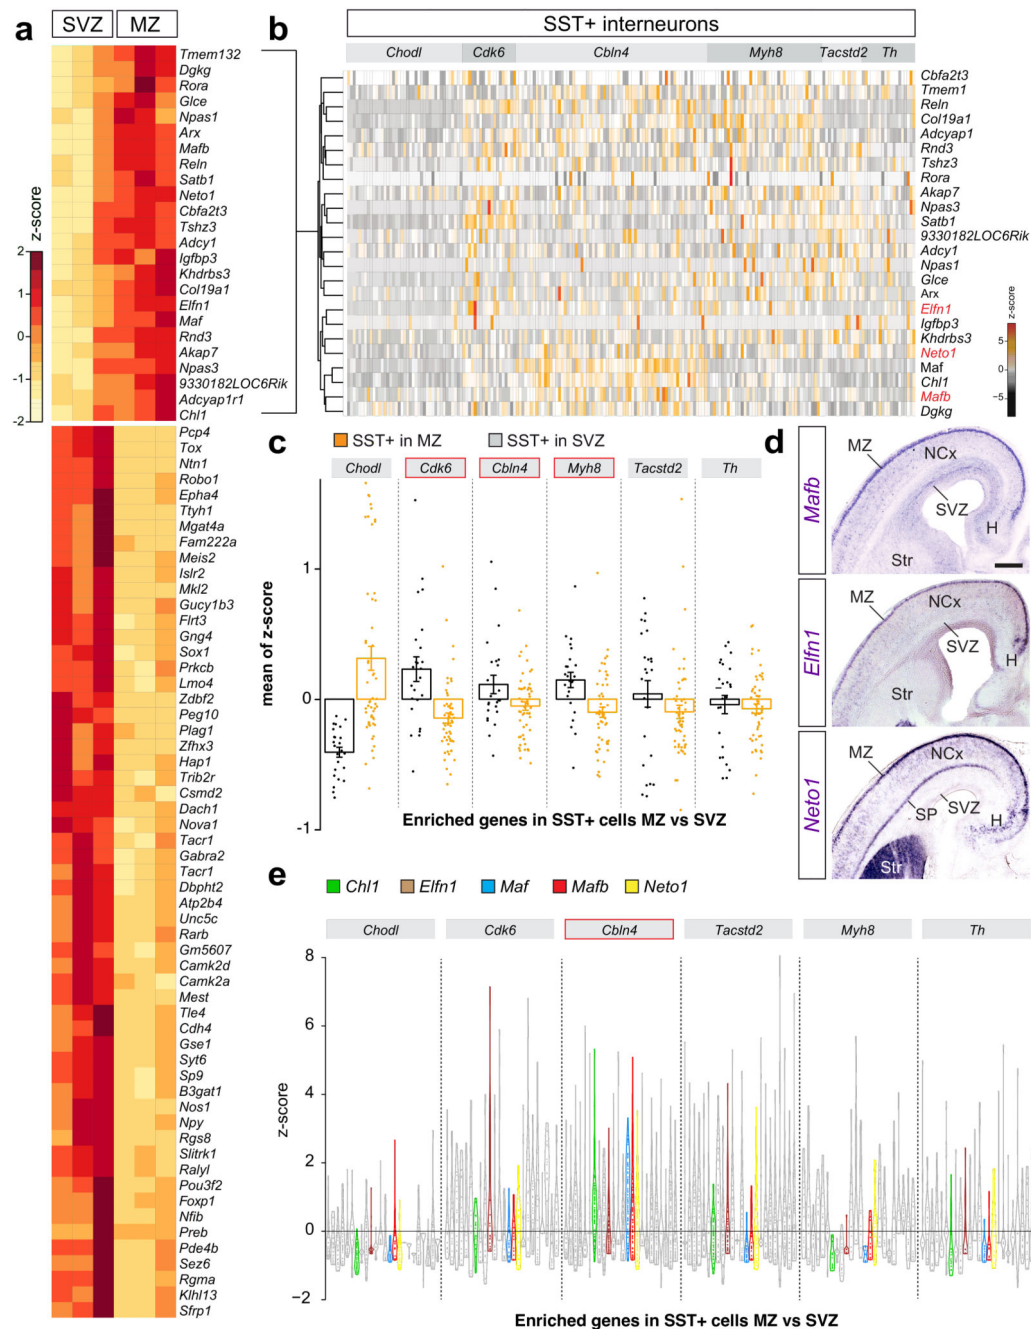 a
SVZ MZ
Tmem132
Dgkg
Rora
Glce
Npas1
Arx
Mafb
Reln
Satb1
Neto1
Cbfa2t3
Tshz3
Adcy1
Igfbp3
Khdrbs3
Col19a1
Elfn1
Maf
Rnd3
Akap7
Npas3
9330182LOC6Rik
Adcyap1r1
Chl1
z-score
2
1
0
-1
-2
Pcp4
Tox
Ntn1
Robo1
Epha4
Ttyh1
Mgat4a
Fam222a
Meis2
Islr2
Mkl2
Gucy1b3
Flrt3
Gng4
Sox1
Prkcb
Lmo4
Zdbf2
Peg10
Plag1
Zfhx3
Hap1
Trib2r
Csmd2
Dach1
Nova1
Tacr1
Gabra2
Tacr1
Dbpht2
Atp2b4
Unc5c
Rarb
Gm5607
Camk2d
Camk2a
Mest
Tle4
Cdh4
Gse1
Syt6
Sp9
B3gat1
Nos1
Npy
Rgs8
Slitrk1
Ralyl
Pou3f2
Foxp1
Nfib
Preb
Pde4b
Sez6
Rgma
Klhl13
Sfrp1
b
SST+ interneurons
Chodl Cdk6 Cbln4 Myh8 Tacstd2 Th
Cbfa2t3
Tmem1
Reln
Col19a1
Adcyap1
Rnd3
Tshz3
Rora
Akap7
Npas3
Satb1
9330182LOC6Rik
Adcy1
Npas1
Glce
Arx
Elfn1
Igfbp3
Khdrbs3
Neto1
Maf
Chl1
Mafb
Dgkg
z-score
5
0
−5
c
SST+ in MZ SST+ in SVZ
Chodl Cdk6 Cbln4 Myh8 Tacstd2 Th
mean of z-score
1
0
-1
Enriched genes in SST+ cells MZ vs SVZ
d
Mafb
MZ NCx
SVZ
H
Str
Elfn1
MZ NCx
SVZ
H
Str
Neto1
MZ NCx
SP SVZ
H
Str
e
Chl1 Elfn1 Maf Mafb Neto1
Chodl Cdk6 Cbln4 Tacstd2 Myh8 Th
z-score
8
6
4
2
0
−2
Enriched genes in SST+ cells MZ vs SVZ